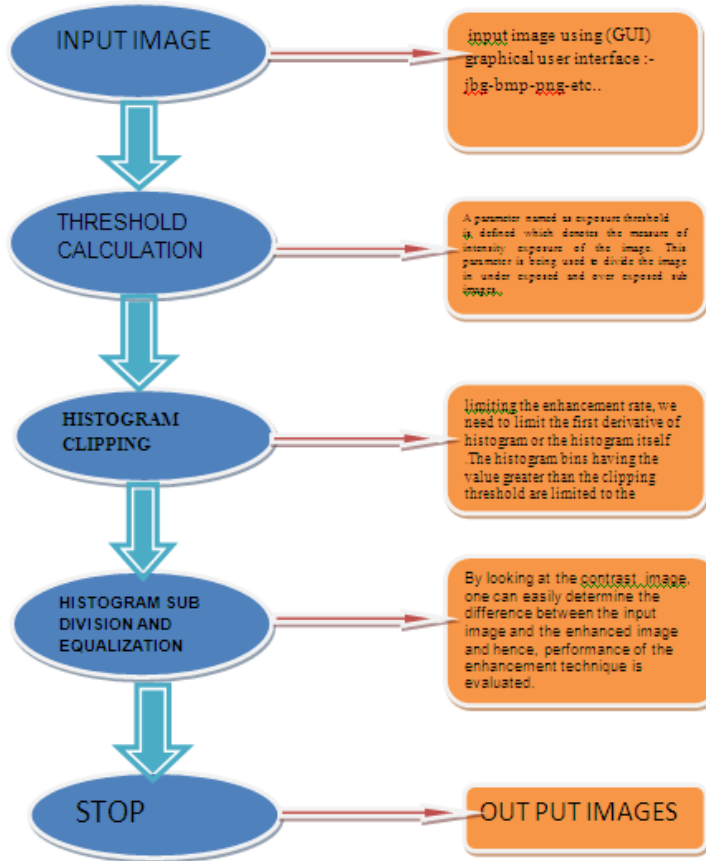 INPUT IMAGE
input image using (GUI)
graphical user interface :-
jbg-bmp-png-etc..
THRESHOLD
CALCULATION
A parameter named as exposure threshold
is, defined which denotes the measure of
intensity exposure of the image. This
parameter is being used to divide the image
in under exposed and over exposed sub
images.
HISTOGRAM
CLIPPING
limiting the enhancement rate, we
need to limit the first derivative of
histogram or the histogram itself
.The histogram bins having the
value greater than the clipping
threshold are limited to the
HISTOGRAM SUB
DIVISION AND
EQUALIZATION
By looking at the contrast image,
one can easily determine the
difference between the input
image and the enhanced image
and hence, performance of the
enhancement technique is
evaluated.
STOP
OUT PUT IMAGES